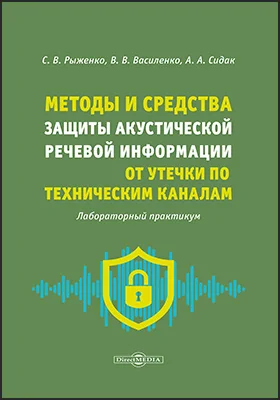 С. В. Рыженко, В. В. Василенко, А. А. Сидак
МЕТОДЫ И СРЕДСТВА
ЗАЩИТЫ АКУСТИЧЕСКОЙ
РЕЧЕВОЙ ИНФОРМАЦИИ
ОТ УТЕЧКИ ПО
ТЕХНИЧЕСКИМ КАНАЛАМ
Лабораторный практикум
DirectMEDIA